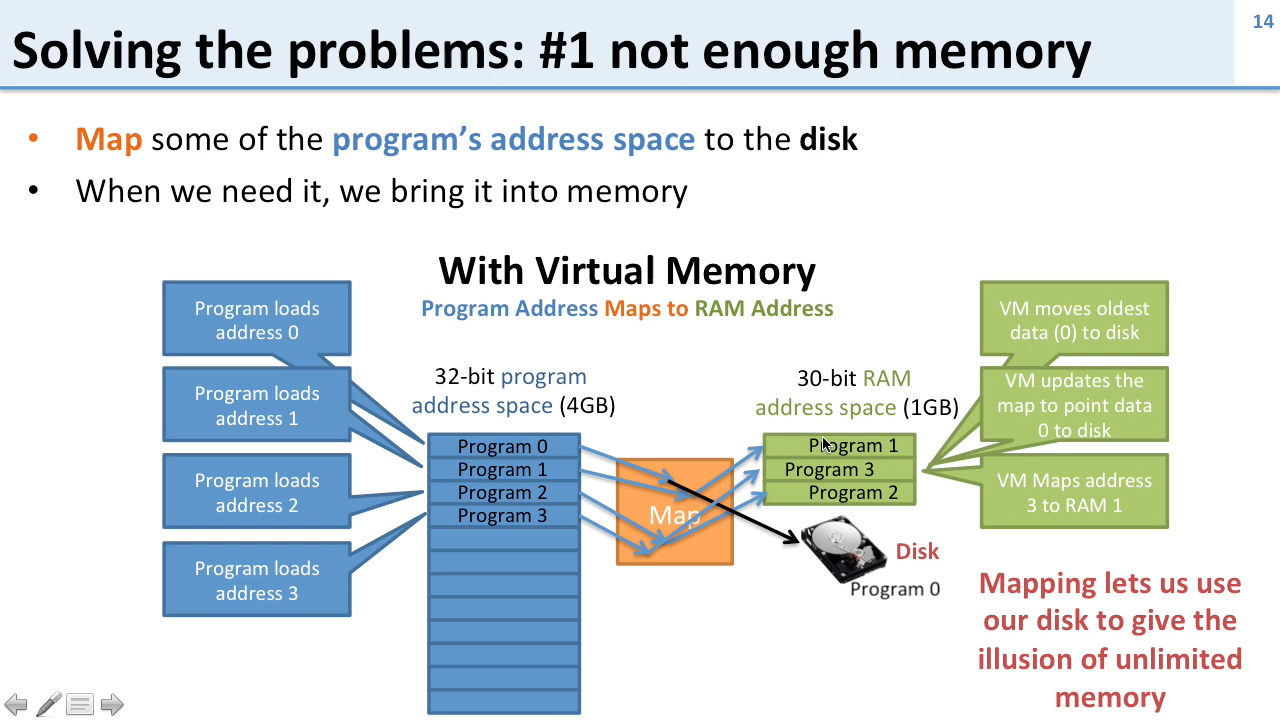 14
Solving the problems: #1 not enough memory
• Map some of the program's address space to the disk
• When we need it, we bring it into memory
With Virtual Memory
Program Address Maps to RAM Address
Program loads
address 0
Program loads
address 1
Program loads
address 2
Program loads
address 3
32-bit program
address space (4GB)
Program 0
Program 1
Program 2
Program 3
Map
30-bit RAM
address space (1GB)
Program 1
Program 3
Program 2
Disk
Program 0
VM moves oldest
data (0) to disk
VM updates the
map to point data
0 to disk
VM Maps address
3 to RAM 1
Mapping lets us use
our disk to give the
illusion of unlimited
memory